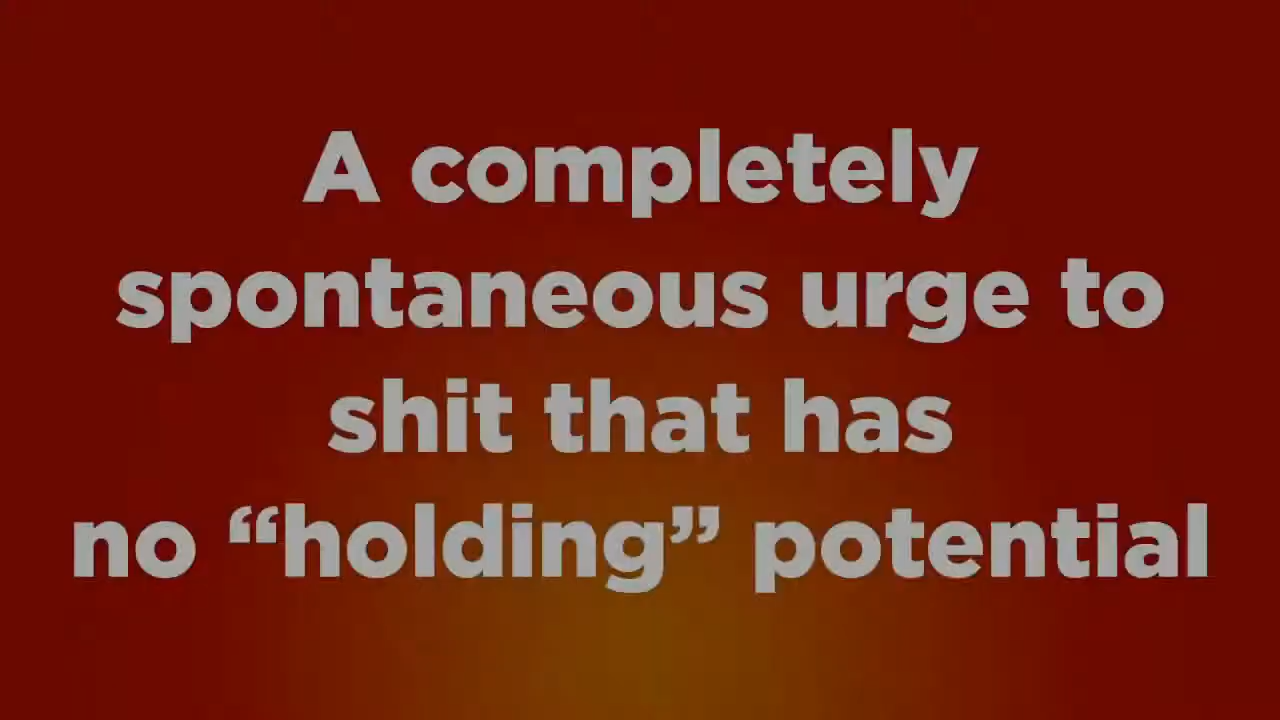 A completely
spontaneous urge to
shit that has
no “holding” potential